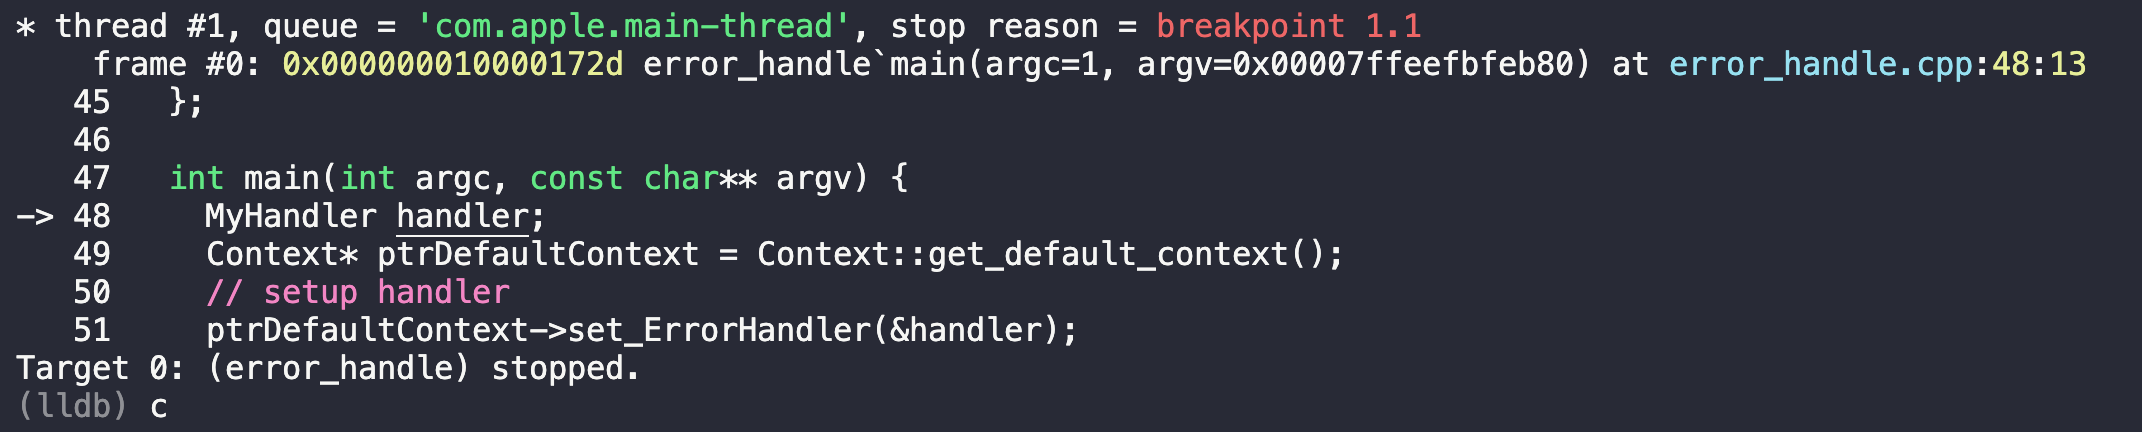 * thread #1, queue = 'com.apple.main-thread', stop reason = breakpoint 1.1
    frame #0: 0x000000010000172d error_handle`main(argc=1, argv=0x00007ffeefbfeb80) at error_handle.cpp:48:13
   45   };
   46
   47   int main(int argc, const char** argv) {
-> 48     MyHandler handler;
   49     Context* ptrDefaultContext = Context::get_default_context();
   50     // setup handler
   51     ptrDefaultContext->set_ErrorHandler(&handler);
Target 0: (error_handle) stopped.
(lldb) c